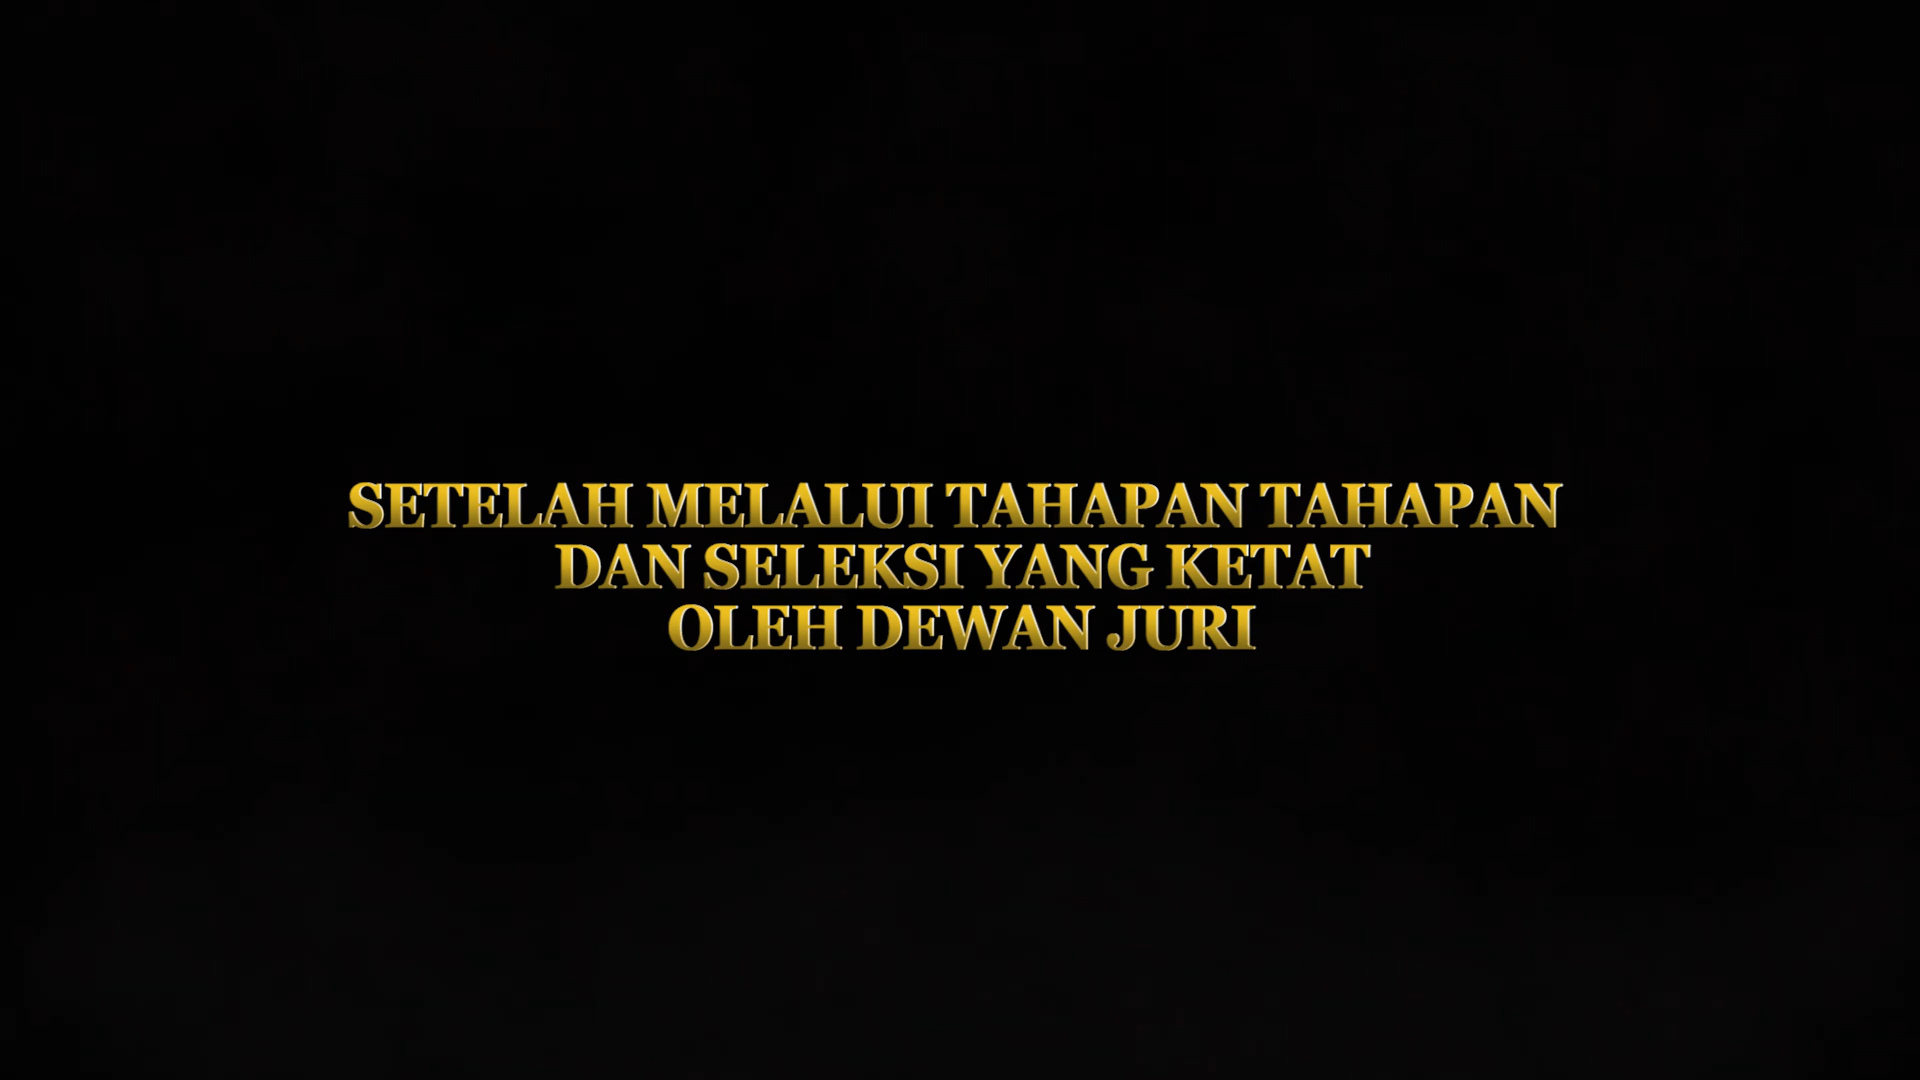 SETELAH MELALUI TAHAPAN TAHAPAN
DAN SELEKSI YANG KETAT
OLEH DEWAN JURI